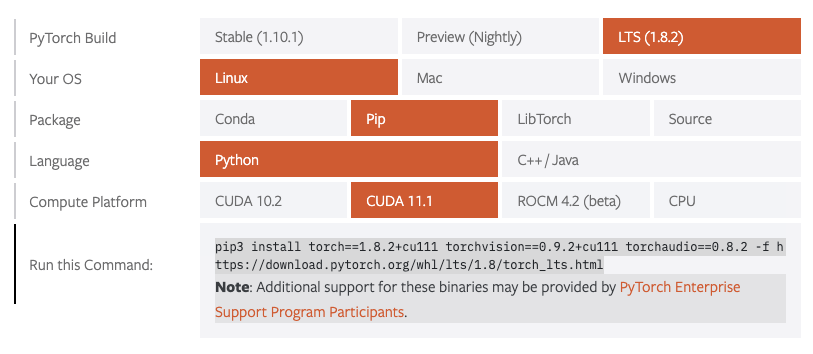 PyTorch Build Stable (1.10.1) Preview (Nightly) LTS (1.8.2)
Your OS Linux Mac Windows
Package Conda Pip LibTorch Source
Language Python C++ / Java
Compute Platform CUDA 10.2 CUDA 11.1 ROCM 4.2 (beta) CPU
pip3 install torch==1.8.2+cu111 torchvision==0.9.2+cu111 torchaudio==0.8.2 -f h
Run this Command: ttps://download.pytorch.org/whl/lts/1.8/torch_lts.html
Note: Additional support for these binaries may be provided by PyTorch Enterprise
Support Program Participants.